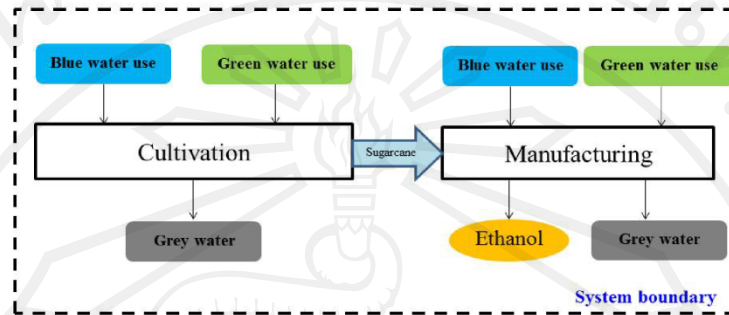 Blue water use
Green water use
Blue water use
Green water use
Cultivation
Sugarcane
Manufacturing
Grey water
Ethanol
Grey water
System boundary